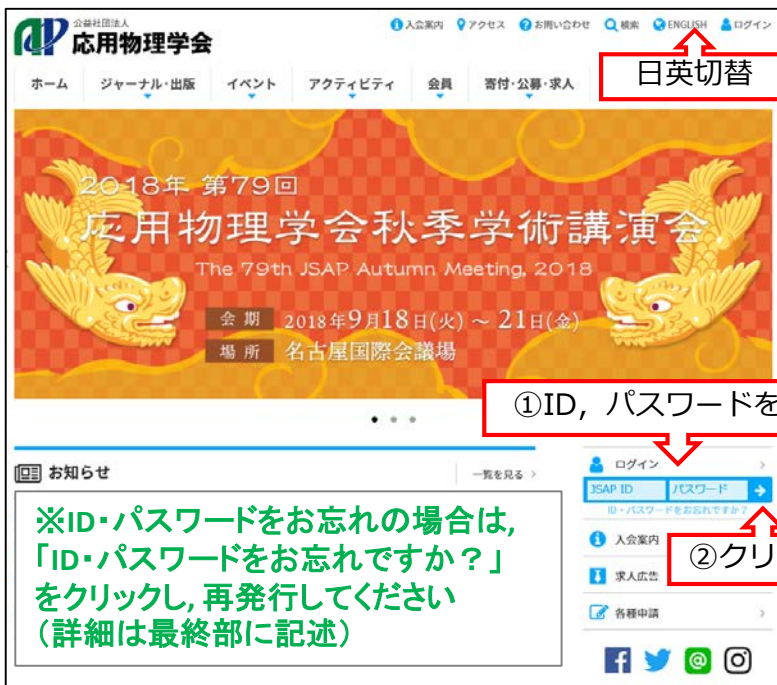 公益社団法人
応用物理学会
入会案内 アクセス お問い合わせ 検索 ENGLISH ログイン
ホーム ジャーナル・出版 イベント アクティビティ 会員 寄付・公募・求人
日英切替
2018年 第79回
応用物理学会秋季学術講演会
The 79th JSAP Autumn Meeting, 2018
会期 2018年9月18日(火) ~ 21日(金)
場所 名古屋国際会議場
①ID，パスワードを
お知らせ
一覧を見る
ログイン
JSAP ID パスワード
ID・パスワードをお忘れですか？
※ID・パスワードをお忘れの場合は,
「ID・パスワードをお忘れですか？」
をクリックし, 再発行してください
（詳細は最終部に記述）
入会案内
②クリ
求人広告
各種申請